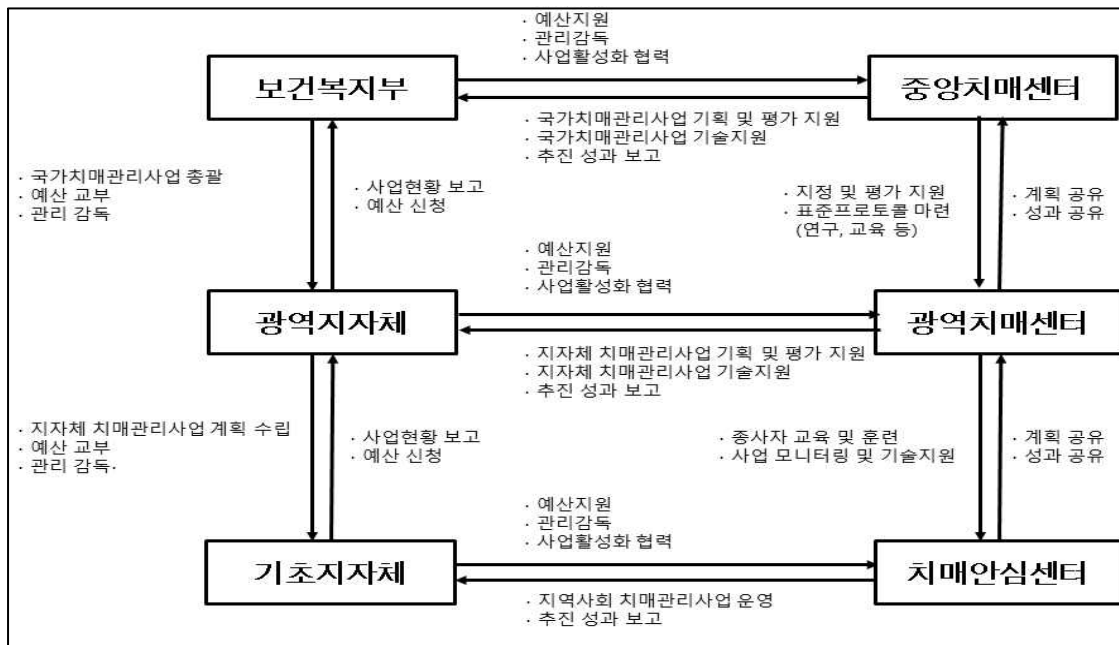 · 예산지원
· 관리감독
· 사업활성화 협력
보건복지부
중앙치매센터
· 국가치매관리사업 기획 및 평가 지원
· 국가치매관리사업 기술지원
· 추진 성과 보고
· 국가치매관리사업 총괄
· 예산 교부
· 관리 감독
· 사업현황 보고
· 예산 신청
· 지정 및 평가 지원
· 표준프로토콜 마련
(연구, 교육 등)
· 계획 공유
· 성과 공유
· 예산지원
· 관리감독
· 사업활성화 협력
광역지자체
광역치매센터
· 지자체 치매관리사업 기획 및 평가 지원
· 지자체 치매관리사업 기술지원
· 추진 성과 보고
· 지자체 치매관리사업 계획 수립
· 예산 교부
· 관리 감독.
· 사업현황 보고
· 예산 신청
· 종사자 교육 및 훈련
· 사업 모니터링 및 기술지원
· 계획 공유
· 성과 공유
· 예산지원
· 관리감독
· 사업활성화 협력
기초지자체
치매안심센터
· 지역사회 치매관리사업 운영
· 추진 성과 보고